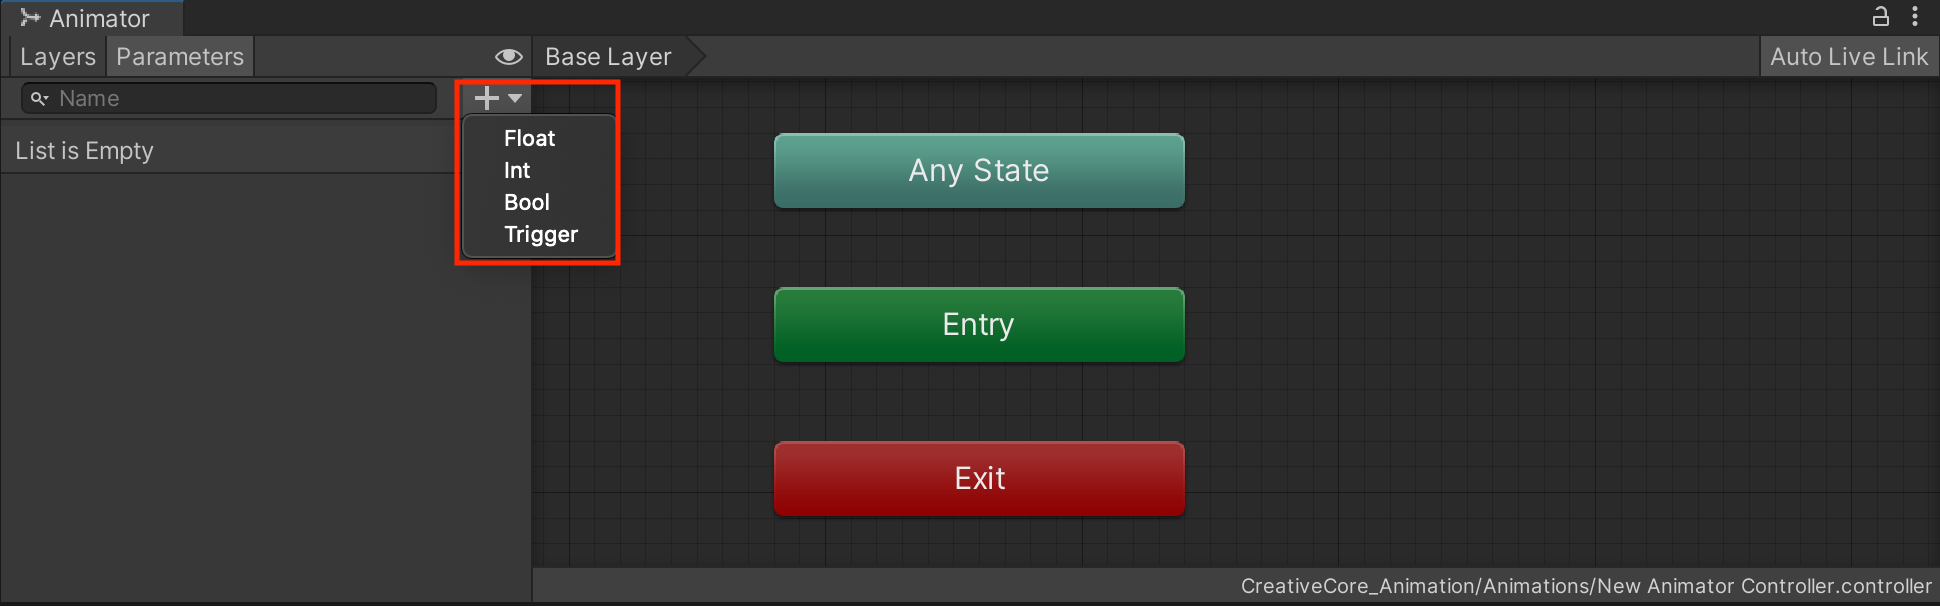 Animator
Layers Parameters Base Layer Auto Live Link
Name
List is Empty
Float
Int
Bool
Trigger
Any State
Entry
Exit
CreativeCore_Animation/Animations/New Animator Controller.controller